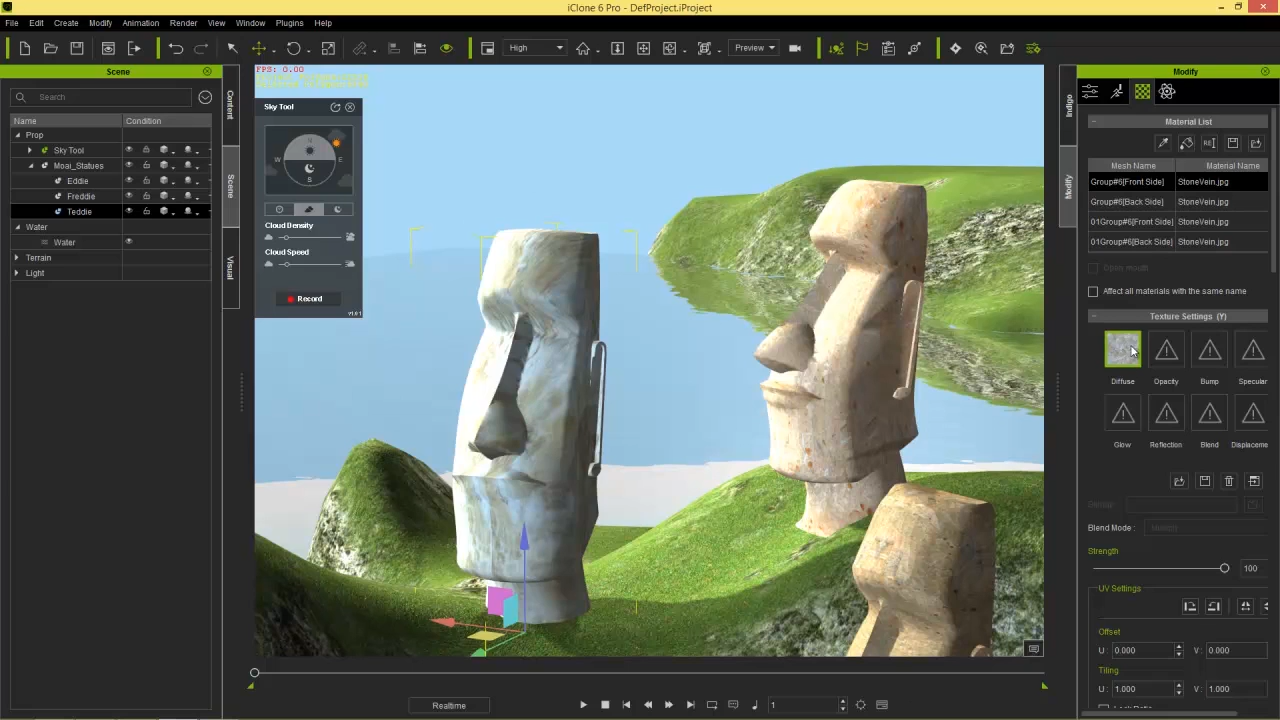 iClone 6 Pro - DefProject.iProject
File Edit Create Modify Animation Render View Window Plugins Help
High
Preview
Scene
Search
Name Condition
Prop
Sky Tool
Moai_Statues
Eddie
Freddie
Teddie
Water
Water
Terrain
Light
Content
Scene
Visual
FPS: 0.00
Sky Tool
W E
S
Cloud Density
Cloud Speed
Record
Realtime
1
Indigo
Modify
Modify
Material List
Mesh Name Material Name
Group#6[Front Side] StoneVein.jpg
Group#6[Back Side] StoneVein.jpg
01Group#6[Front Side] StoneVein.jpg
01Group#6[Back Side] StoneVein.jpg
Open mouth
Affect all materials with the same name
Texture Settings (Y)
Diffuse Opacity Bump Specular
Glow Reflection Blend Displaceme
Blend Mode :
Strength
100
UV Settings
Offset
U : 0.000 V : 0.000
Tiling
U : 1.000 V : 1.000